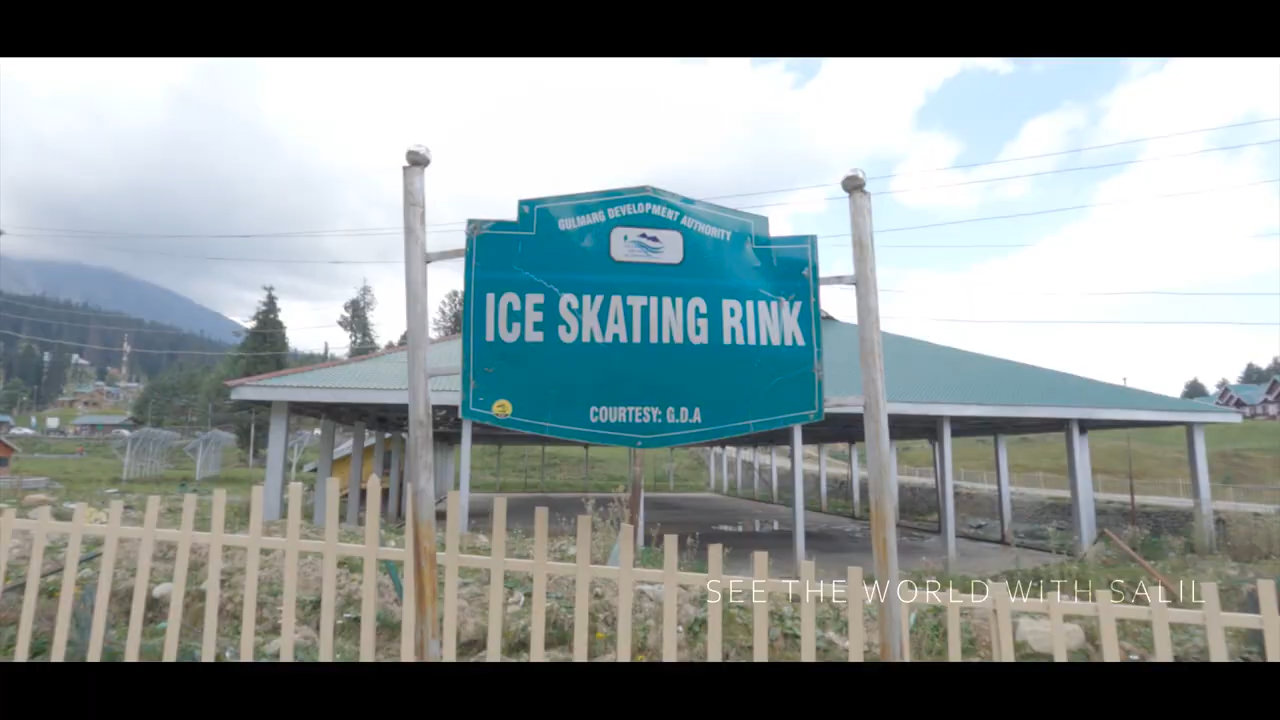 GULMARG DEVELOPMENT AUTHORITY
ICE SKATING RINK
COURTESY: G.D.A
SEE THE WORLD WITH SALIL